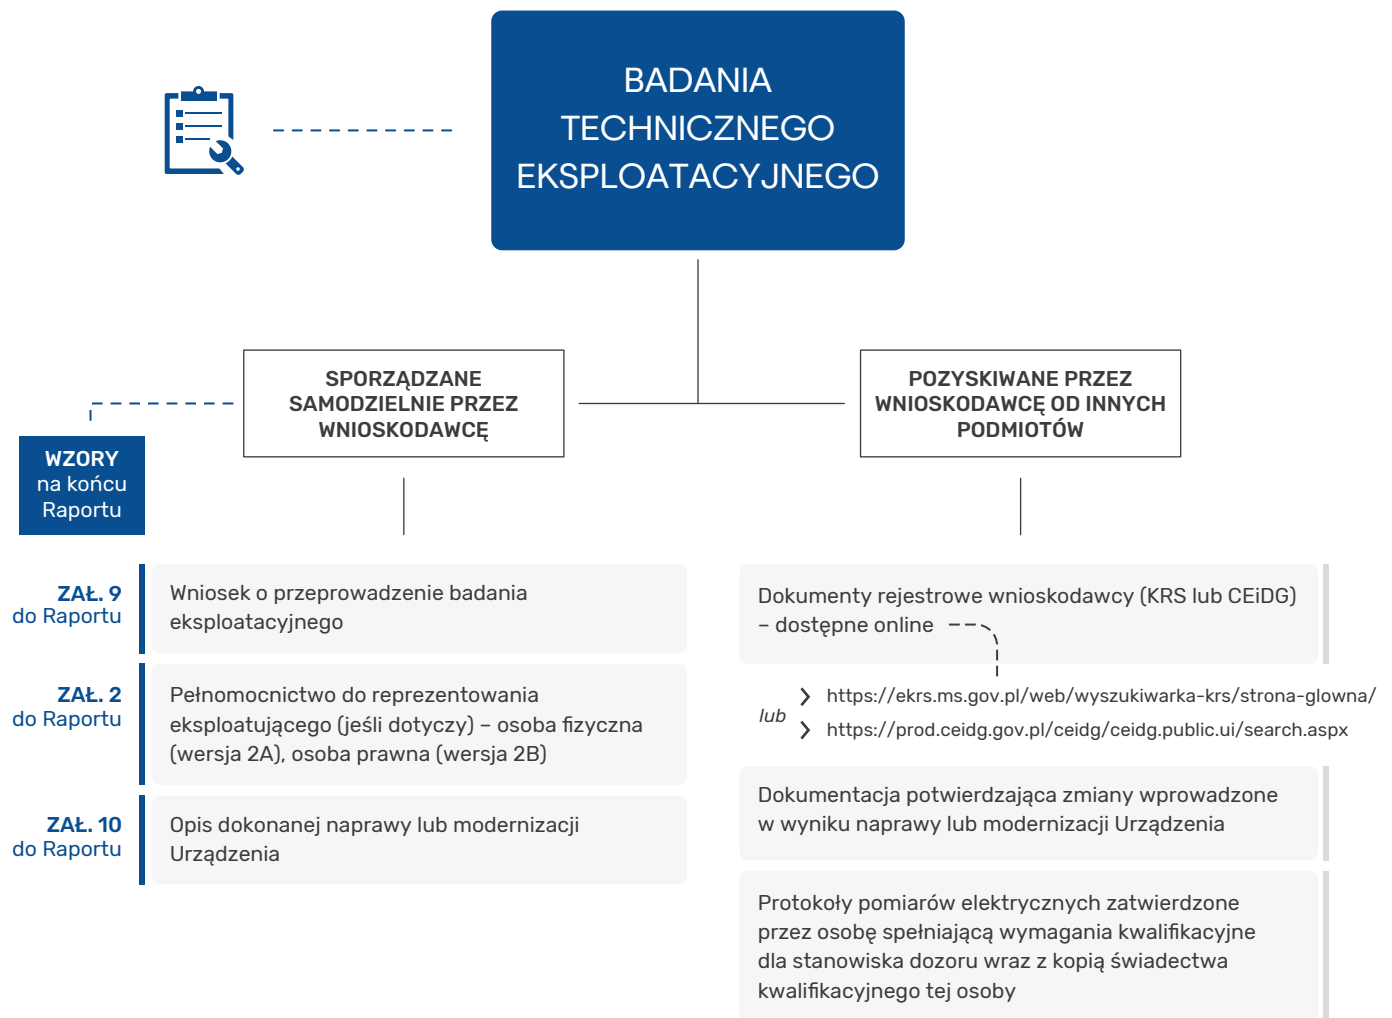 BADANIA
TECHNICZNEGO
EKSPLOATACYJNEGO
SPORZĄDZANE
SAMODZIELNIE PRZEZ
WNIOSKODAWCĘ
POZYSKIWANE PRZEZ
WNIOSKODAWCĘ OD INNYCH
PODMIOTÓW
WZORY
na końcu
Raportu
ZAŁ. 9
do Raportu
Wniosek o przeprowadzenie badania
eksploatacyjnego
ZAŁ. 2
do Raportu
Pełnomocnictwo do reprezentowania
eksploatującego (jeśli dotyczy) – osoba fizyczna
(wersja 2A), osoba prawna (wersja 2B)
ZAŁ. 10
do Raportu
Opis dokonanej naprawy lub modernizacji
Urządzenia
Dokumenty rejestrowe wnioskodawcy (KRS lub CEiDG)
– dostępne online
https://ekrs.ms.gov.pl/web/wyszukiwarka-krs/strona-glowna/
lub
https://prod.ceidg.gov.pl/ceidg/ceidg.public.ui/search.aspx
Dokumentacja potwierdzająca zmiany wprowadzone
w wyniku naprawy lub modernizacji Urządzenia
Protokoły pomiarów elektrycznych zatwierdzone
przez osobę spełniającą wymagania kwalifikacyjne
dla stanowiska dozoru wraz z kopią świadectwa
kwalifikacyjnego tej osoby